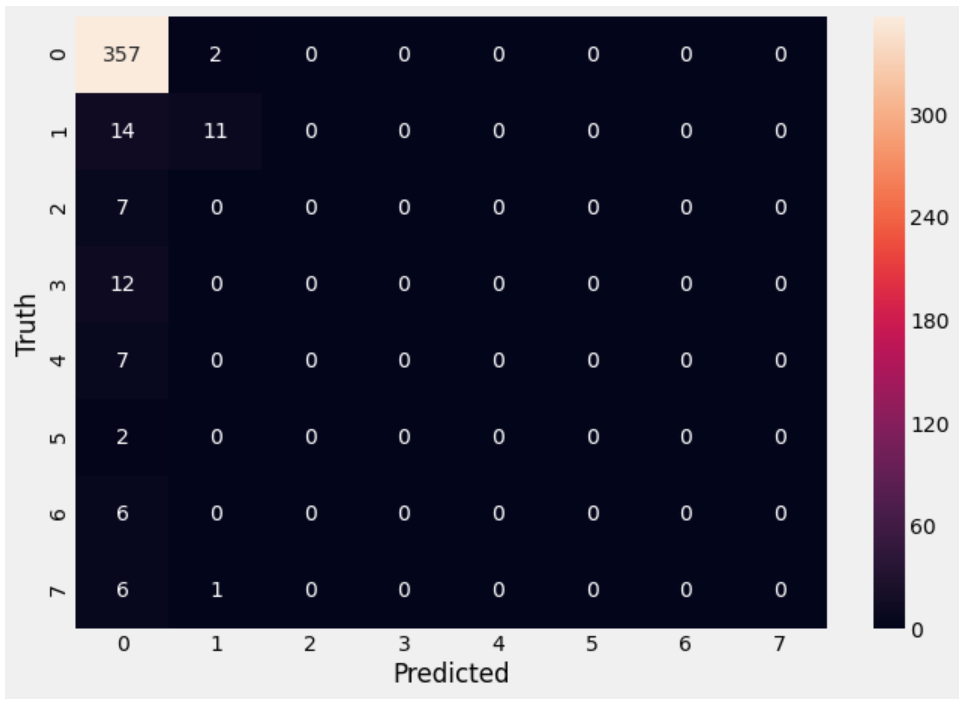 0 357 2 0 0 0 0 0 0
1 14 11 0 0 0 0 0 0
2 7 0 0 0 0 0 0 0
3 12 0 0 0 0 0 0 0
4 7 0 0 0 0 0 0 0
5 2 0 0 0 0 0 0 0
6 6 0 0 0 0 0 0 0
7 6 1 0 0 0 0 0 0
0 1 2 3 4 5 6 7
Predicted
Truth
300
240
180
120
60
0